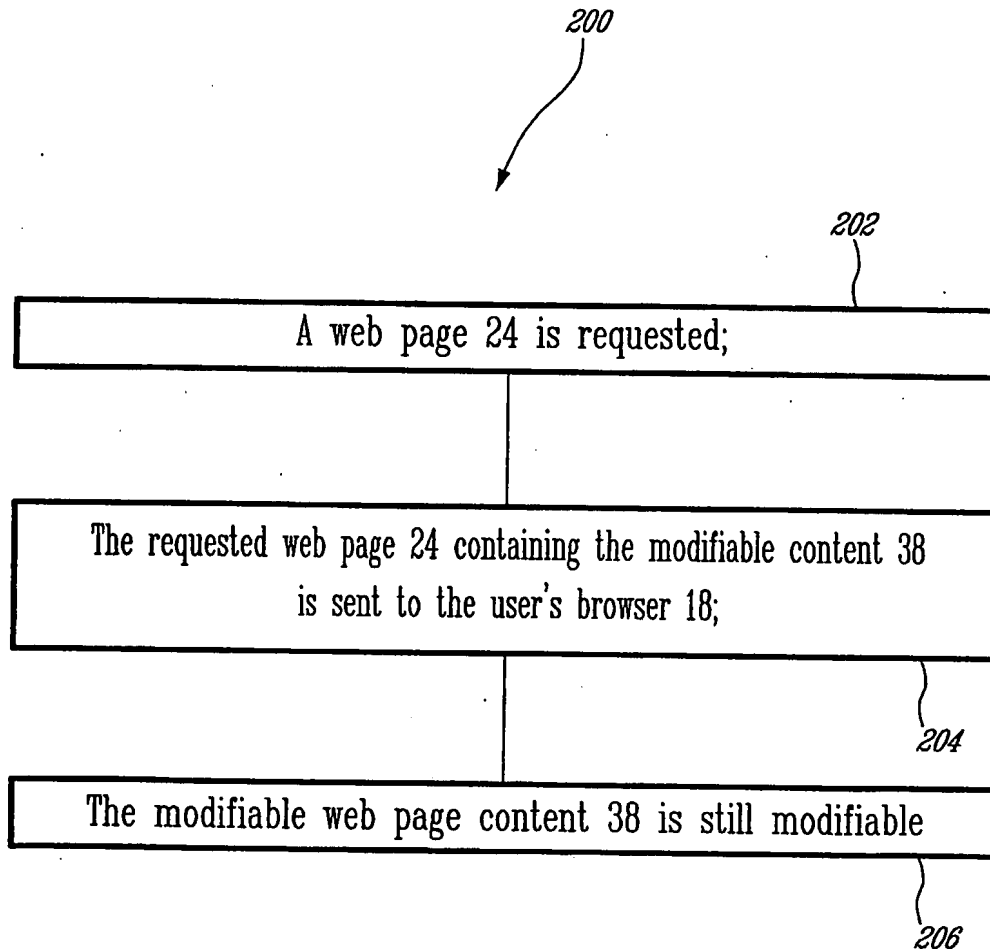 200
202
A web page 24 is requested;
The requested web page 24 containing the modifiable content 38
is sent to the user's browser 18;
204
The modifiable web page content 38 is still modifiable
206